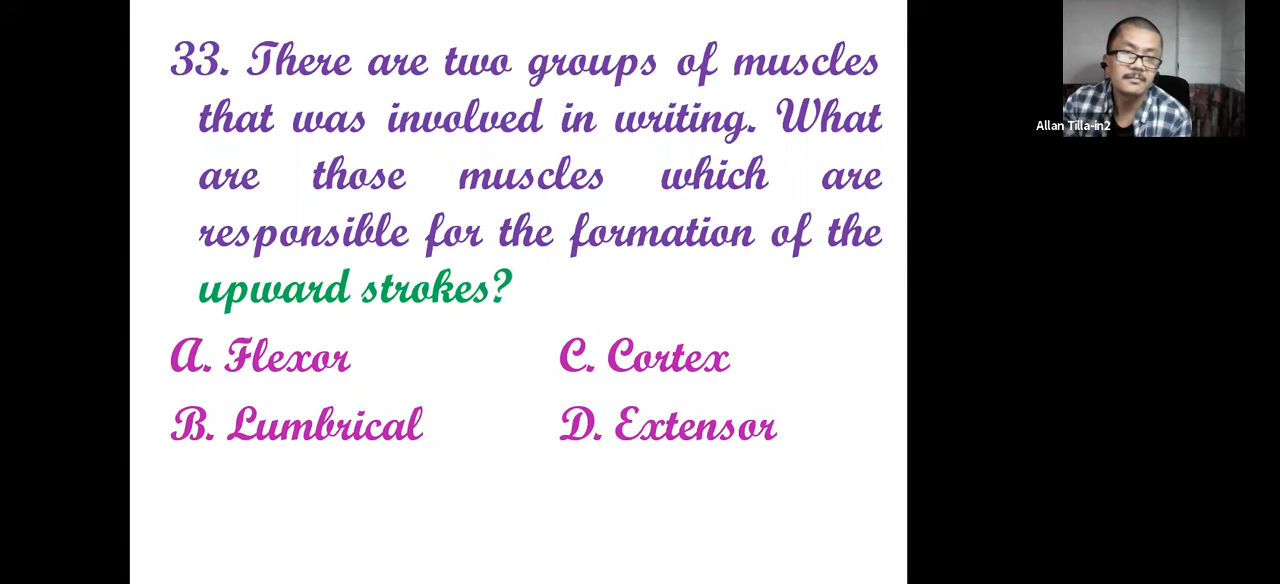 33. There are two groups of muscles
that was involved in writing. What
are those muscles which are
responsible for the formation of the
upward strokes?
A. Flexor
C. Cortex
B. Lumbrical
D. Extensor
Allan Tilla-in2